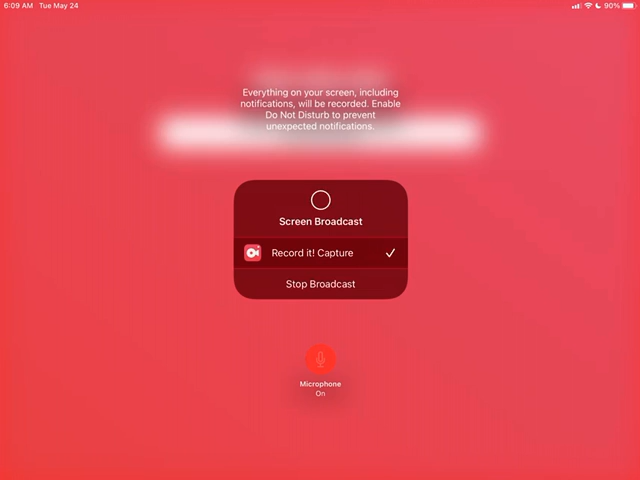 6:09 AM Tue May 24
90%
Everything on your screen, including
notifications, will be recorded. Enable
Do Not Disturb to prevent
unexpected notifications.
Screen Broadcast
Record it! Capture
Stop Broadcast
Microphone
On